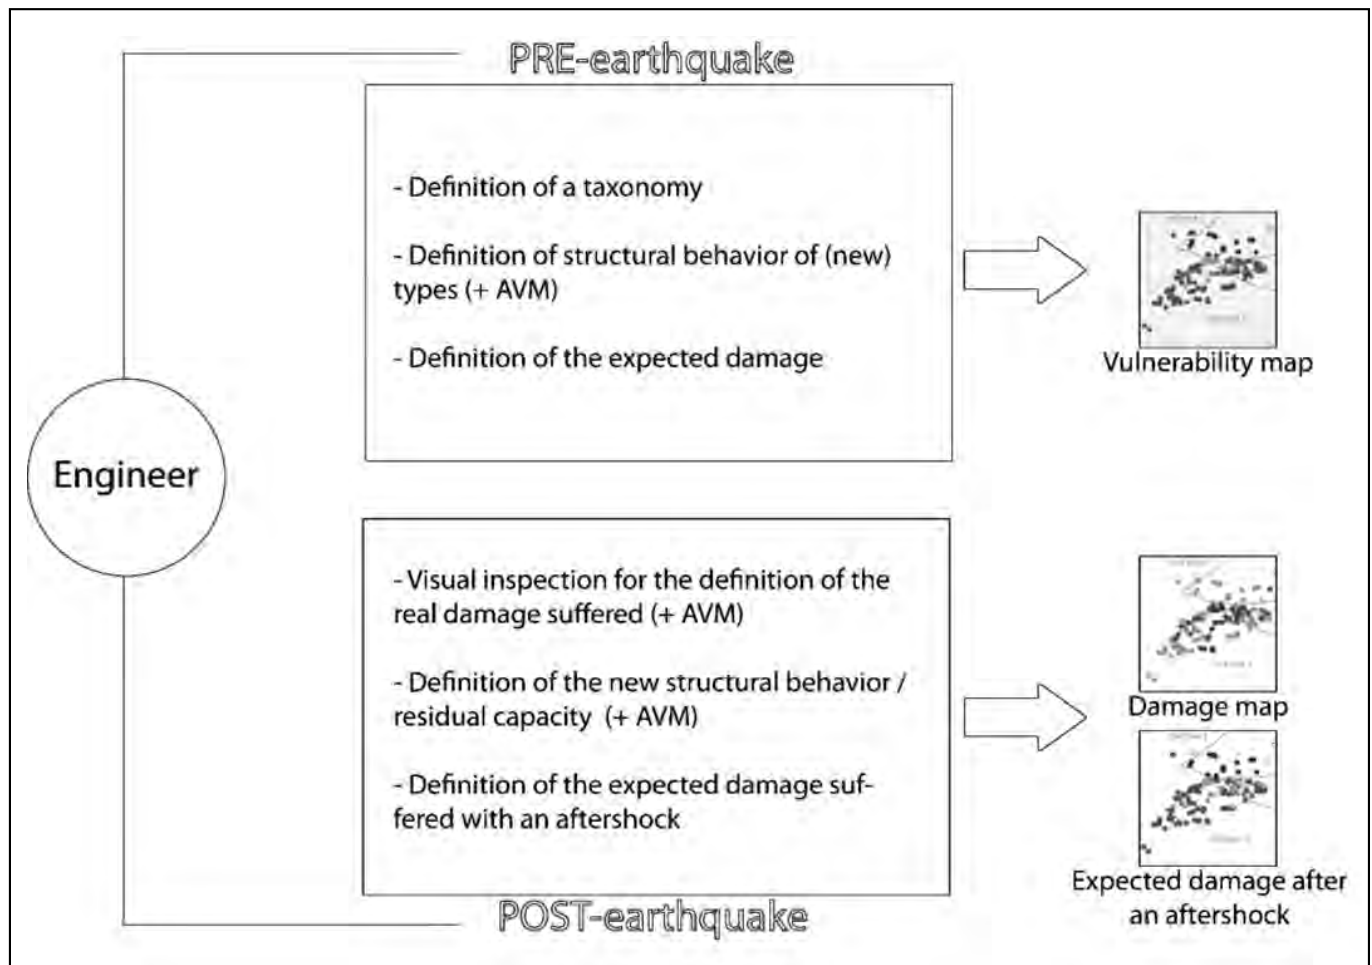 PRE-earthquake
- Definition of a taxonomy
- Definition of structural behavior of (new)
types (+ AVM)
- Definition of the expected damage
Vulnerability map
Engineer
- Visual inspection for the definition of the
real damage suffered (+ AVM)
- Definition of the new structural behavior /
residual capacity (+ AVM)
- Definition of the expected damage suf-
fered with an aftershock
Damage map
Expected damage after
an aftershock
POST-earthquake